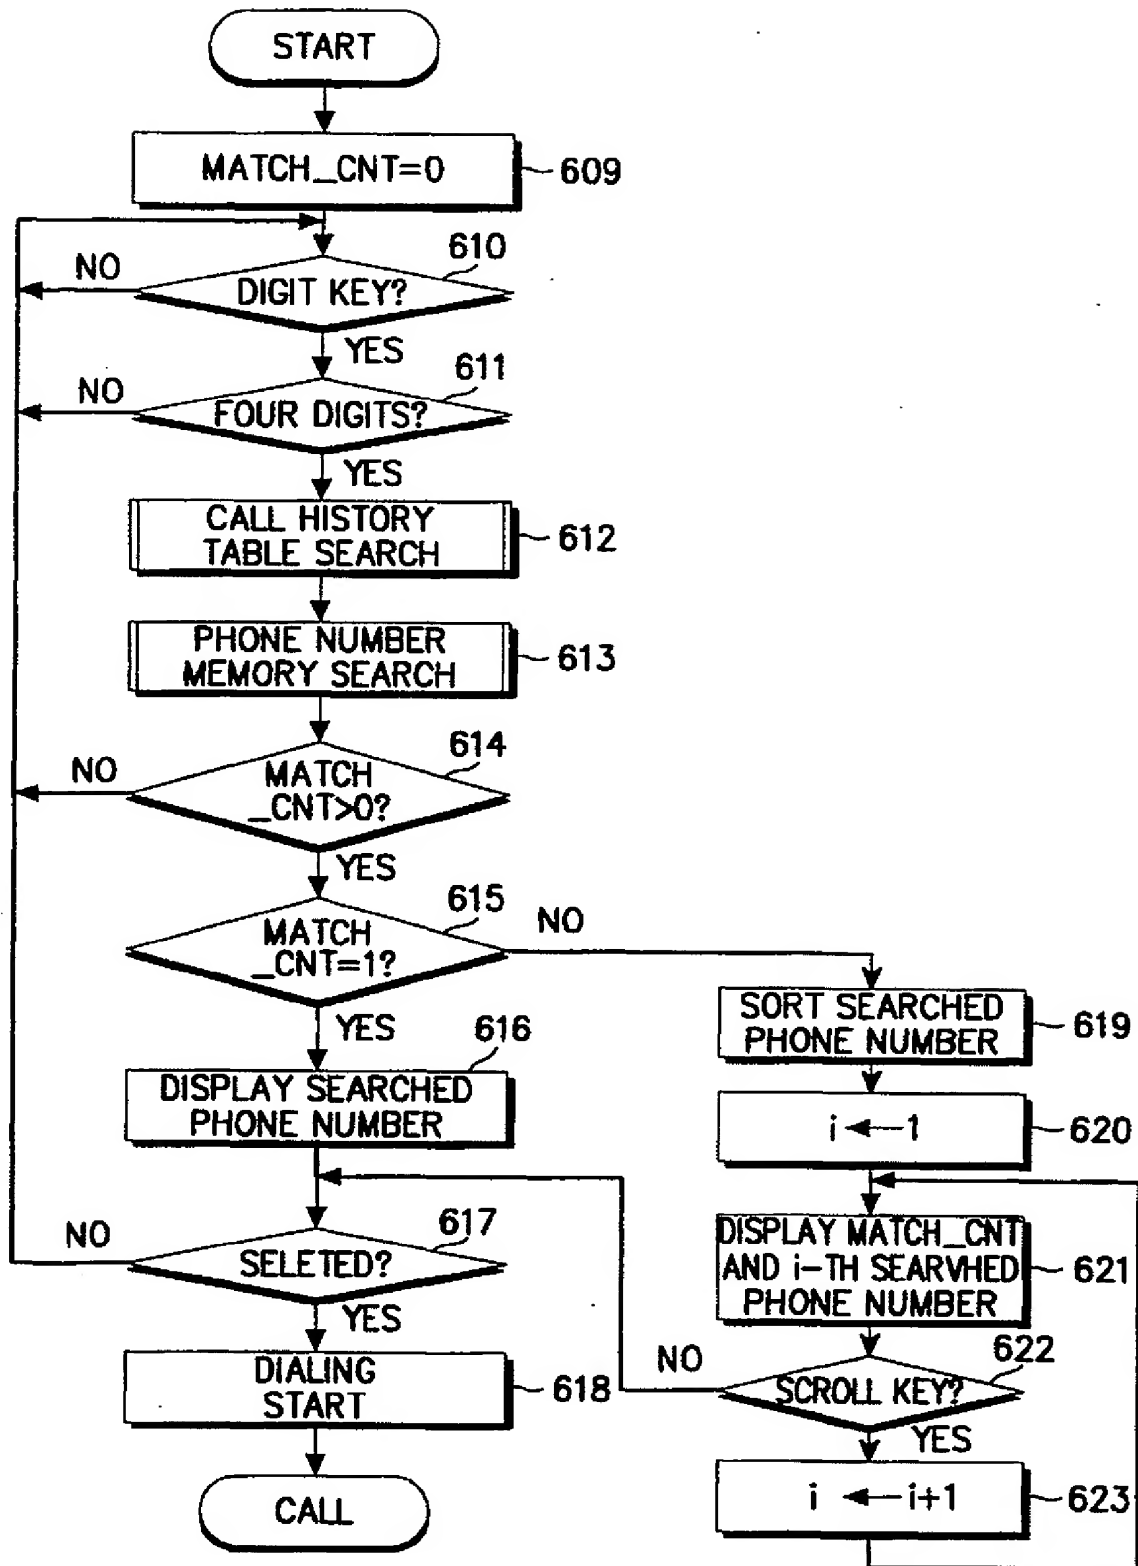 START
MATCH_CNT=0
609
610
NO
DIGIT KEY?
YES
611
NO
FOUR DIGITS?
YES
CALL HISTORY
TABLE SEARCH
612
PHONE NUMBER
MEMORY SEARCH
613
614
NO
MATCH
_CNT>0?
YES
615
NO
MATCH
_CNT=1?
YES
616
DISPLAY SEARCHED
PHONE NUMBER
SORT SEARCHED
PHONE NUMBER
619
i ← 1
620
617
NO
SELETED?
YES
DISPLAY MATCH_CNT
AND i-TH SEARVHED
PHONE NUMBER
621
622
NO
SCROLL KEY?
YES
DIALING
START
618
i ← i+1
623
CALL